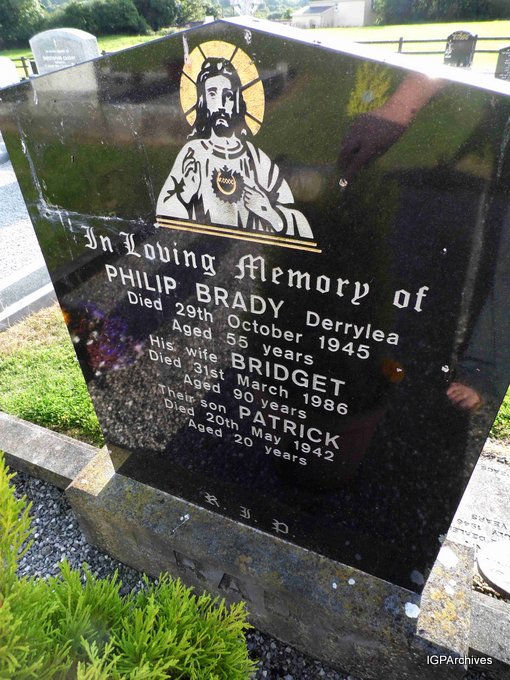 In Loving Memory of
PHILIP BRADY Derrylea
Died 29th October 1945
Aged 55 years
His wife BRIDGET
Died 31st March 1986
Aged 90 years
Their son PATRICK
Died 20th May 1942
Aged 20 years
R.I.P.
IGPArchives